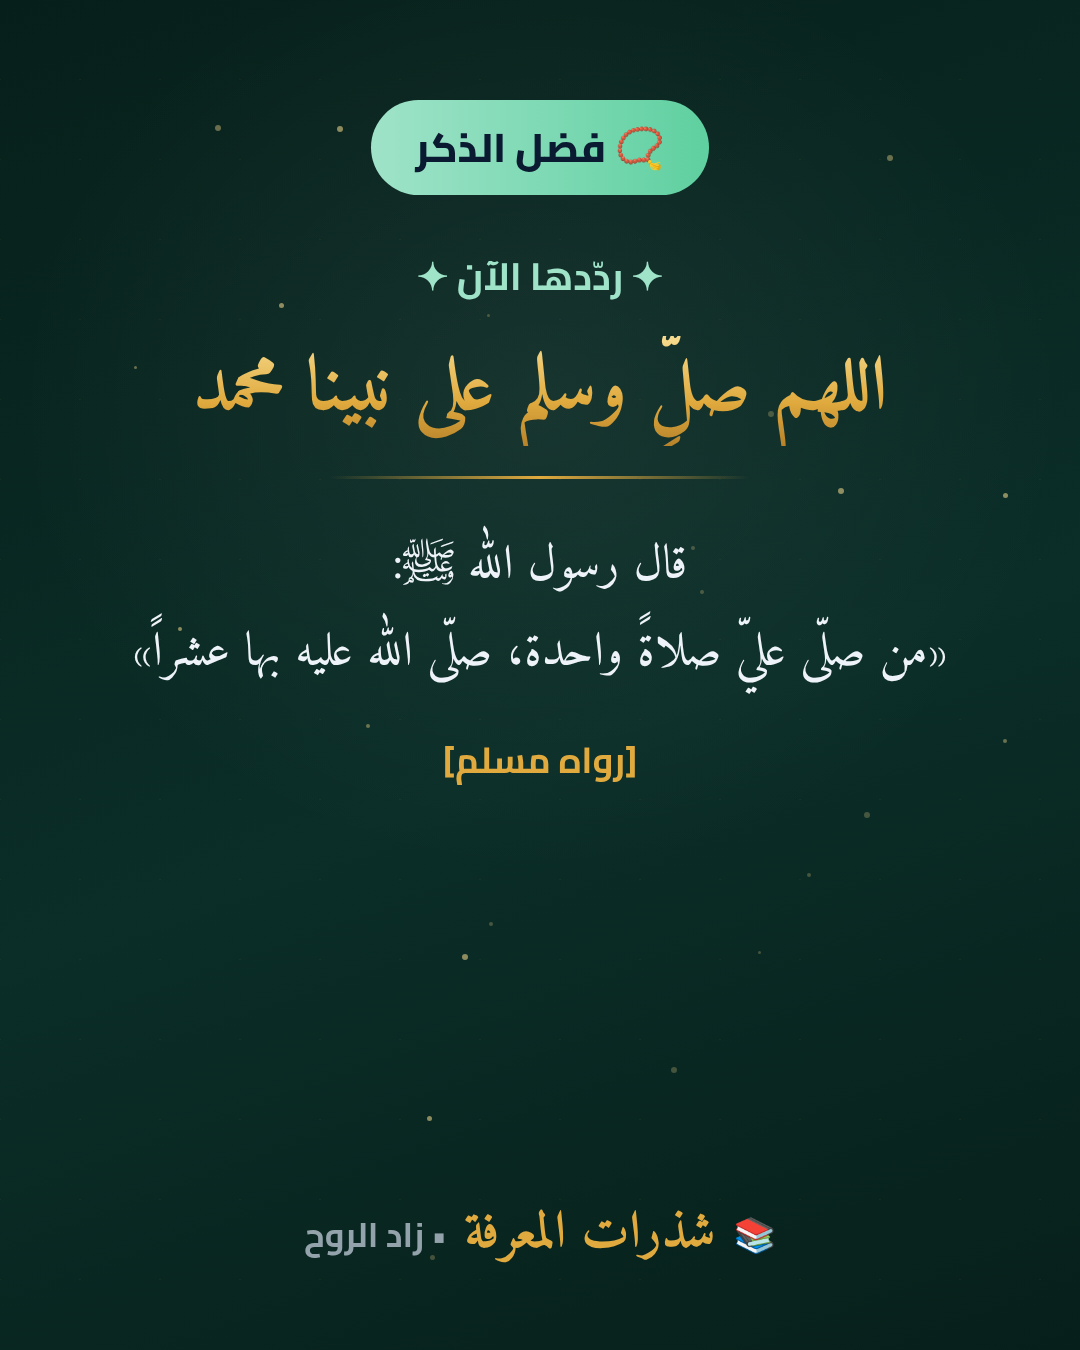 📿 فضل الذكر
✦ ردّدها الآن ✦
اللهم صلِّ وسلم على نبينا محمد
قال رسول الله ﷺ:
«من صلّى عليّ صلاةً واحدة، صلّى الله عليه بها عشراً»
[رواه مسلم]
📚 شذرات المعرفة ▪ زاد الروح